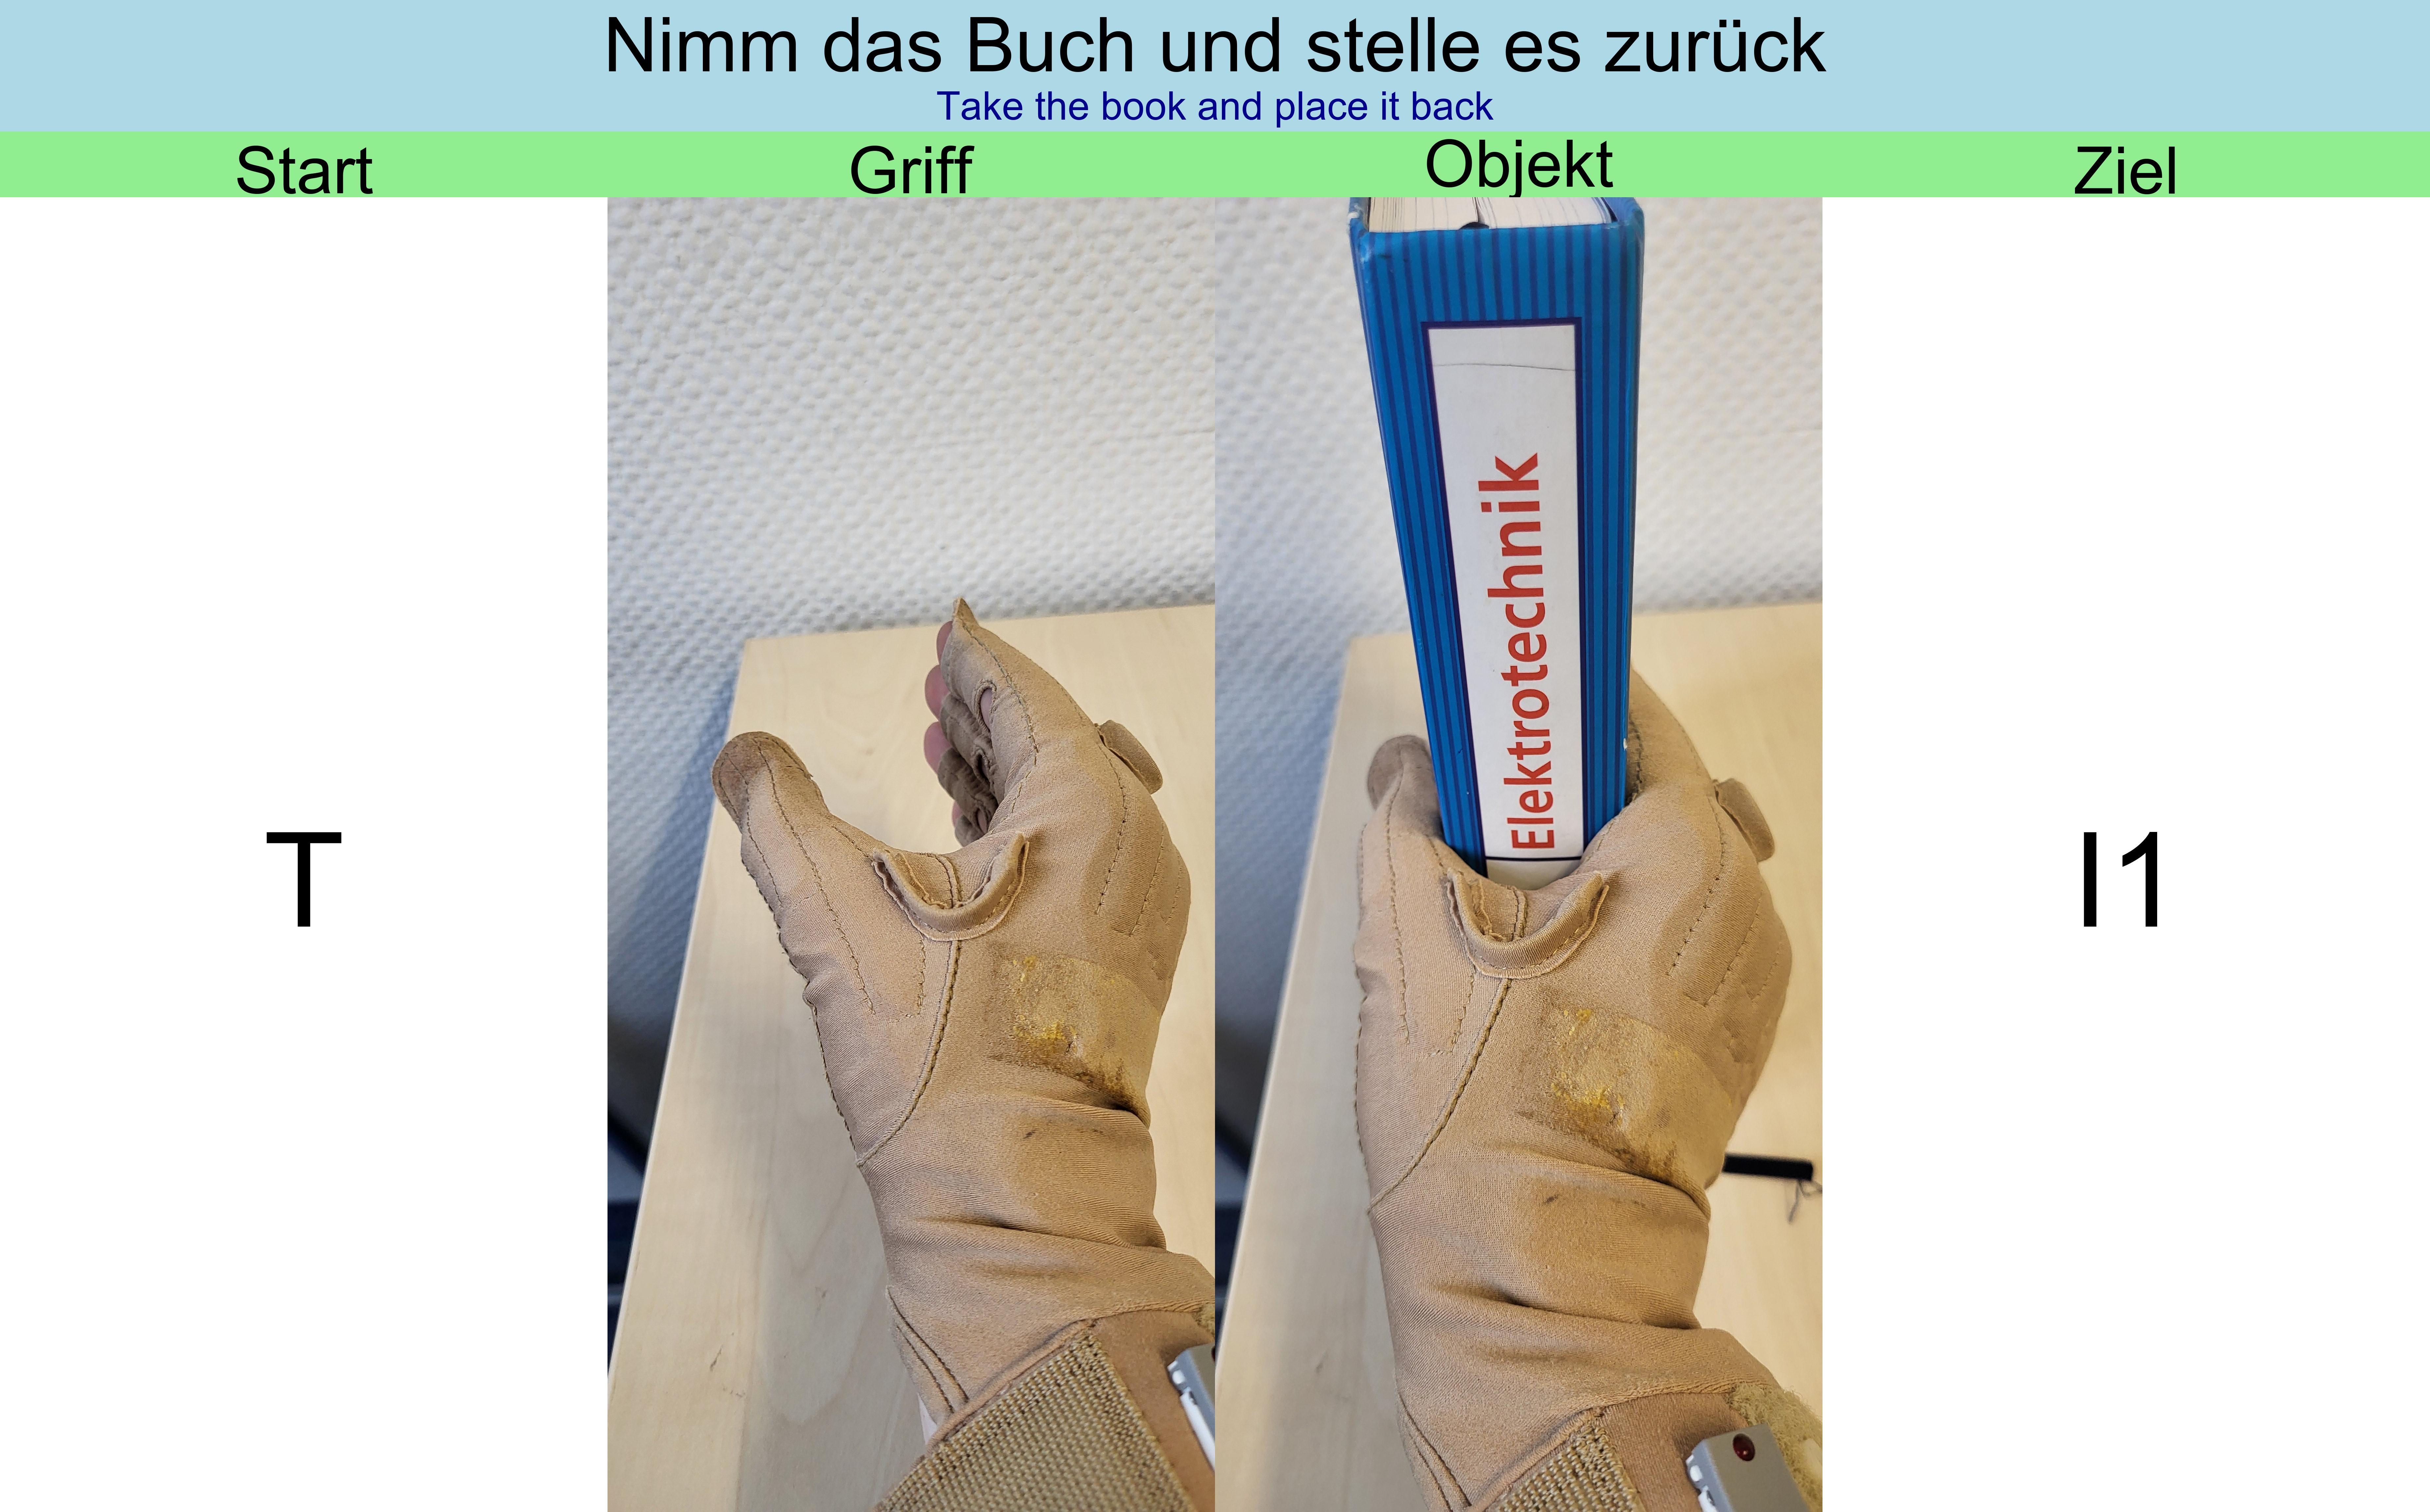 Nimm das Buch und stelle es zurück
Take the book and place it back
Start
Griff
Objekt
Ziel
T
Elektrotechnik
I1